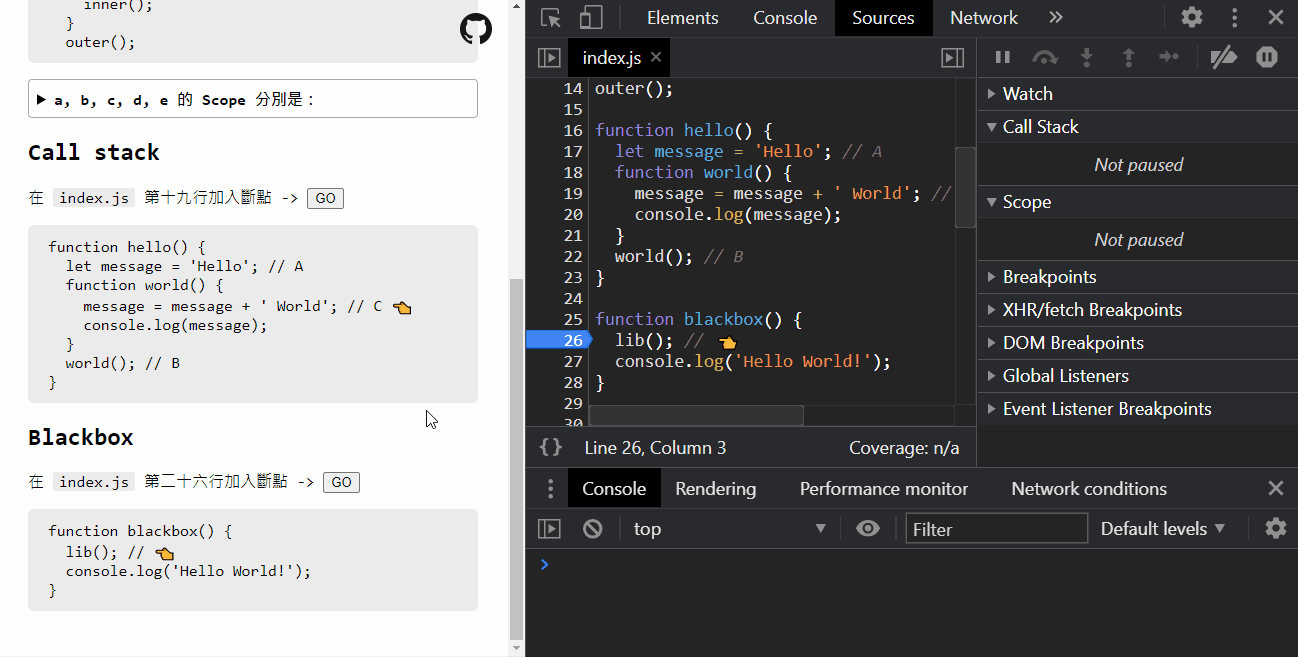 inner();
}
outer();
▶ a, b, c, d, e 的 Scope 分別是：
Call stack
在 index.js 第十九行加入斷點 -> GO
function hello() {
let message = 'Hello'; // A
function world() {
message = message + ' World'; // C 👈
console.log(message);
}
world(); // B
}
Blackbox
在 index.js 第二十六行加入斷點 -> GO
function blackbox() {
lib(); // 👈
console.log('Hello World!');
}
Elements Console Sources Network »
index.js ×
14 outer();
15
16 function hello() {
17 let message = 'Hello'; // A
18 function world() {
19 message = message + ' World'; //
20 console.log(message);
21 }
22 world(); // B
23 }
24
25 function blackbox() {
26 lib(); // 👈
27 console.log('Hello World!');
28 }
29
30
{} Line 26, Column 3 Coverage: n/a
Watch
Call Stack
Not paused
Scope
Not paused
Breakpoints
XHR/fetch Breakpoints
DOM Breakpoints
Global Listeners
Event Listener Breakpoints
Console Rendering Performance monitor Network conditions
top Filter Default levels